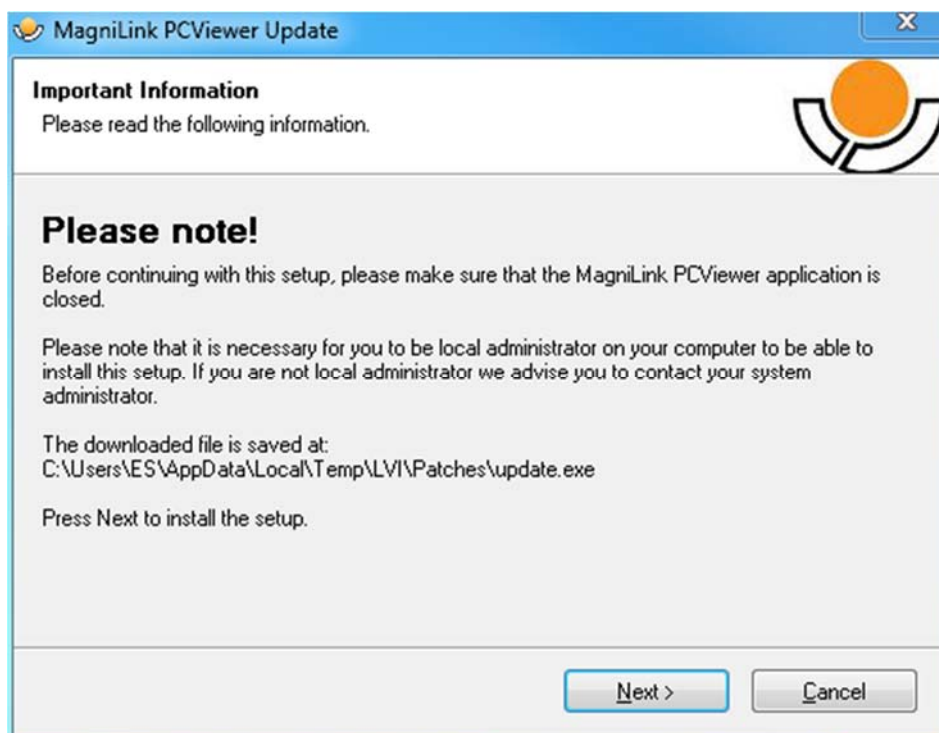 MagniLink PCViewer Update
Important Information
Please read the following information.
Please note!
Before continuing with this setup, please make sure that the MagniLink PCViewer application is
closed.
Please note that it is necessary for you to be local administrator on your computer to be able to
install this setup. If you are not local administrator we advise you to contact your system
administrator.
The downloaded file is saved at:
C:\Users\ES\AppData\Local\Temp\LVI\Patches\update.exe
Press Next to install the setup.
Next >
Cancel